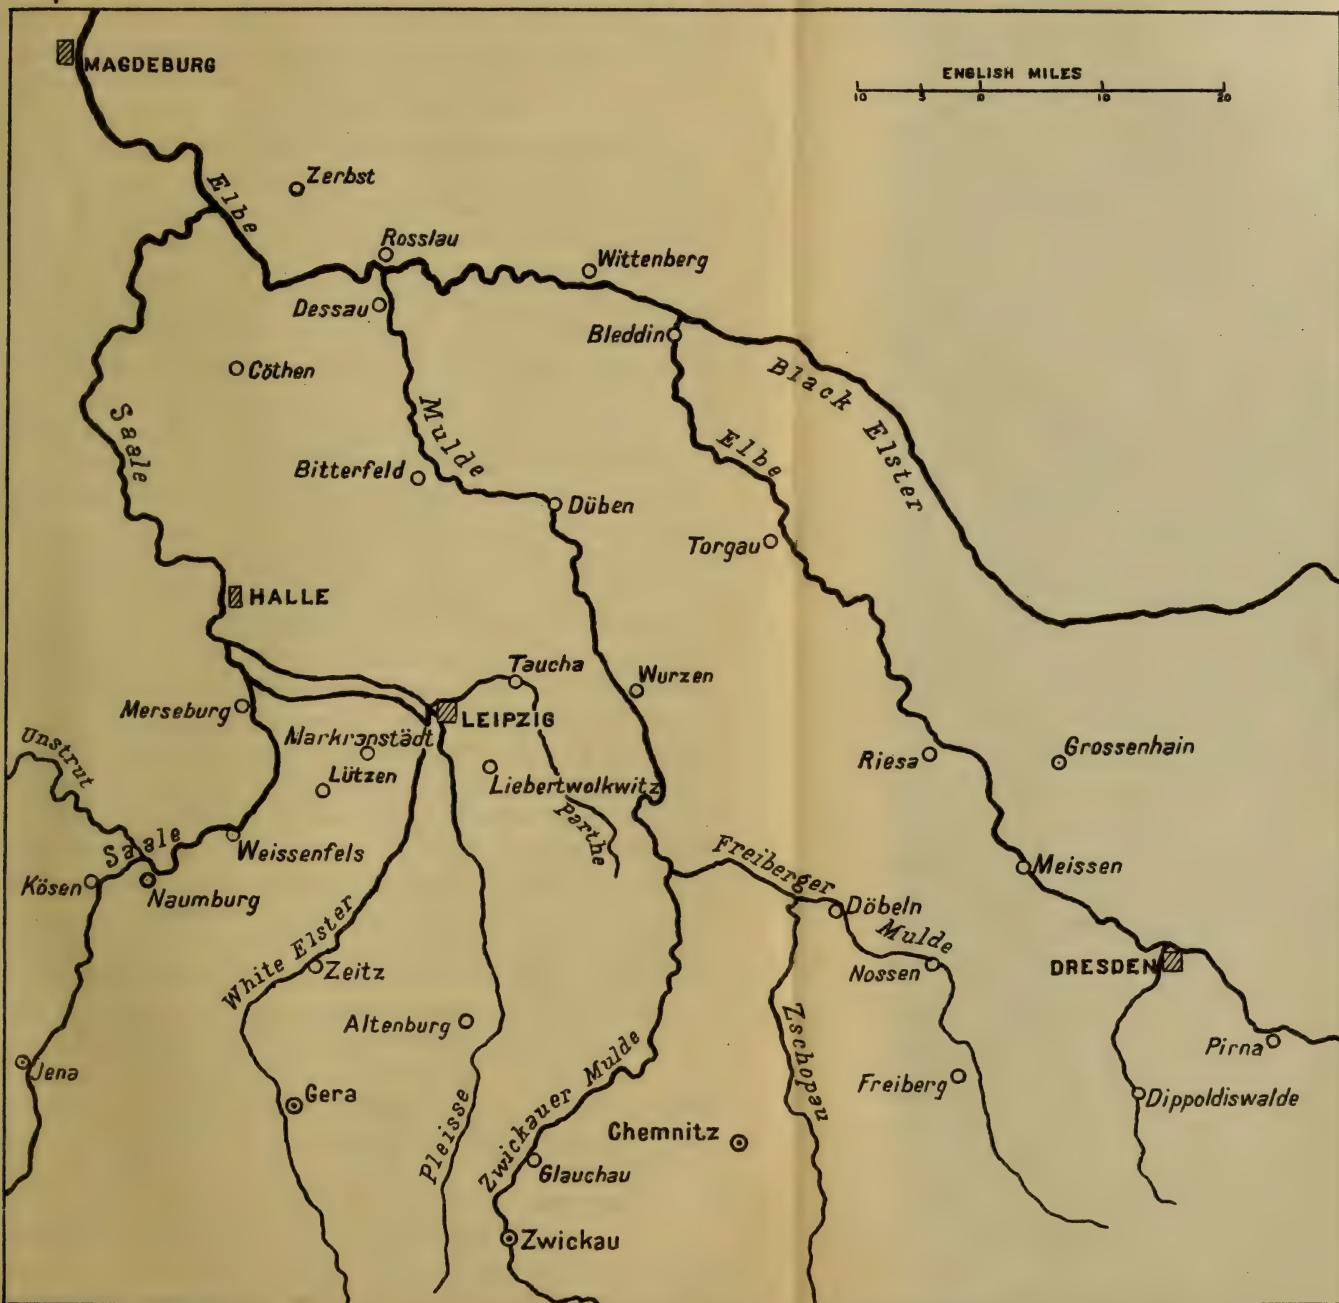 MAGDEBURG
ENGLISH MILES
10 5 0 10 20
Zerbst
Elbe
Rosslau
Wittenberg
Dessau
Bleddin
Cöthen
Black Elster
Saale
Mulde
Elbe
Bitterfeld
Düben
Torgau
HALLE
Taucha
Wurzen
Merseburg
LEIPZIG
Markranstädt
Unstrut
Riesa
Grossenhain
Lützen
Liebertwolkwitz
Parthe
Saale
Weissenfels
Freiberger
Mulde
Meissen
Kösen
Naumburg
Döbeln
White Elster
Zeitz
Nossen
DRESDEN
Altenburg
Zschopau
Pirna
Jena
Zwickauer Mulde
Freiberg
Gera
Dippoldiswalde
Pleisse
Chemnitz
Glauchau
Zwickau